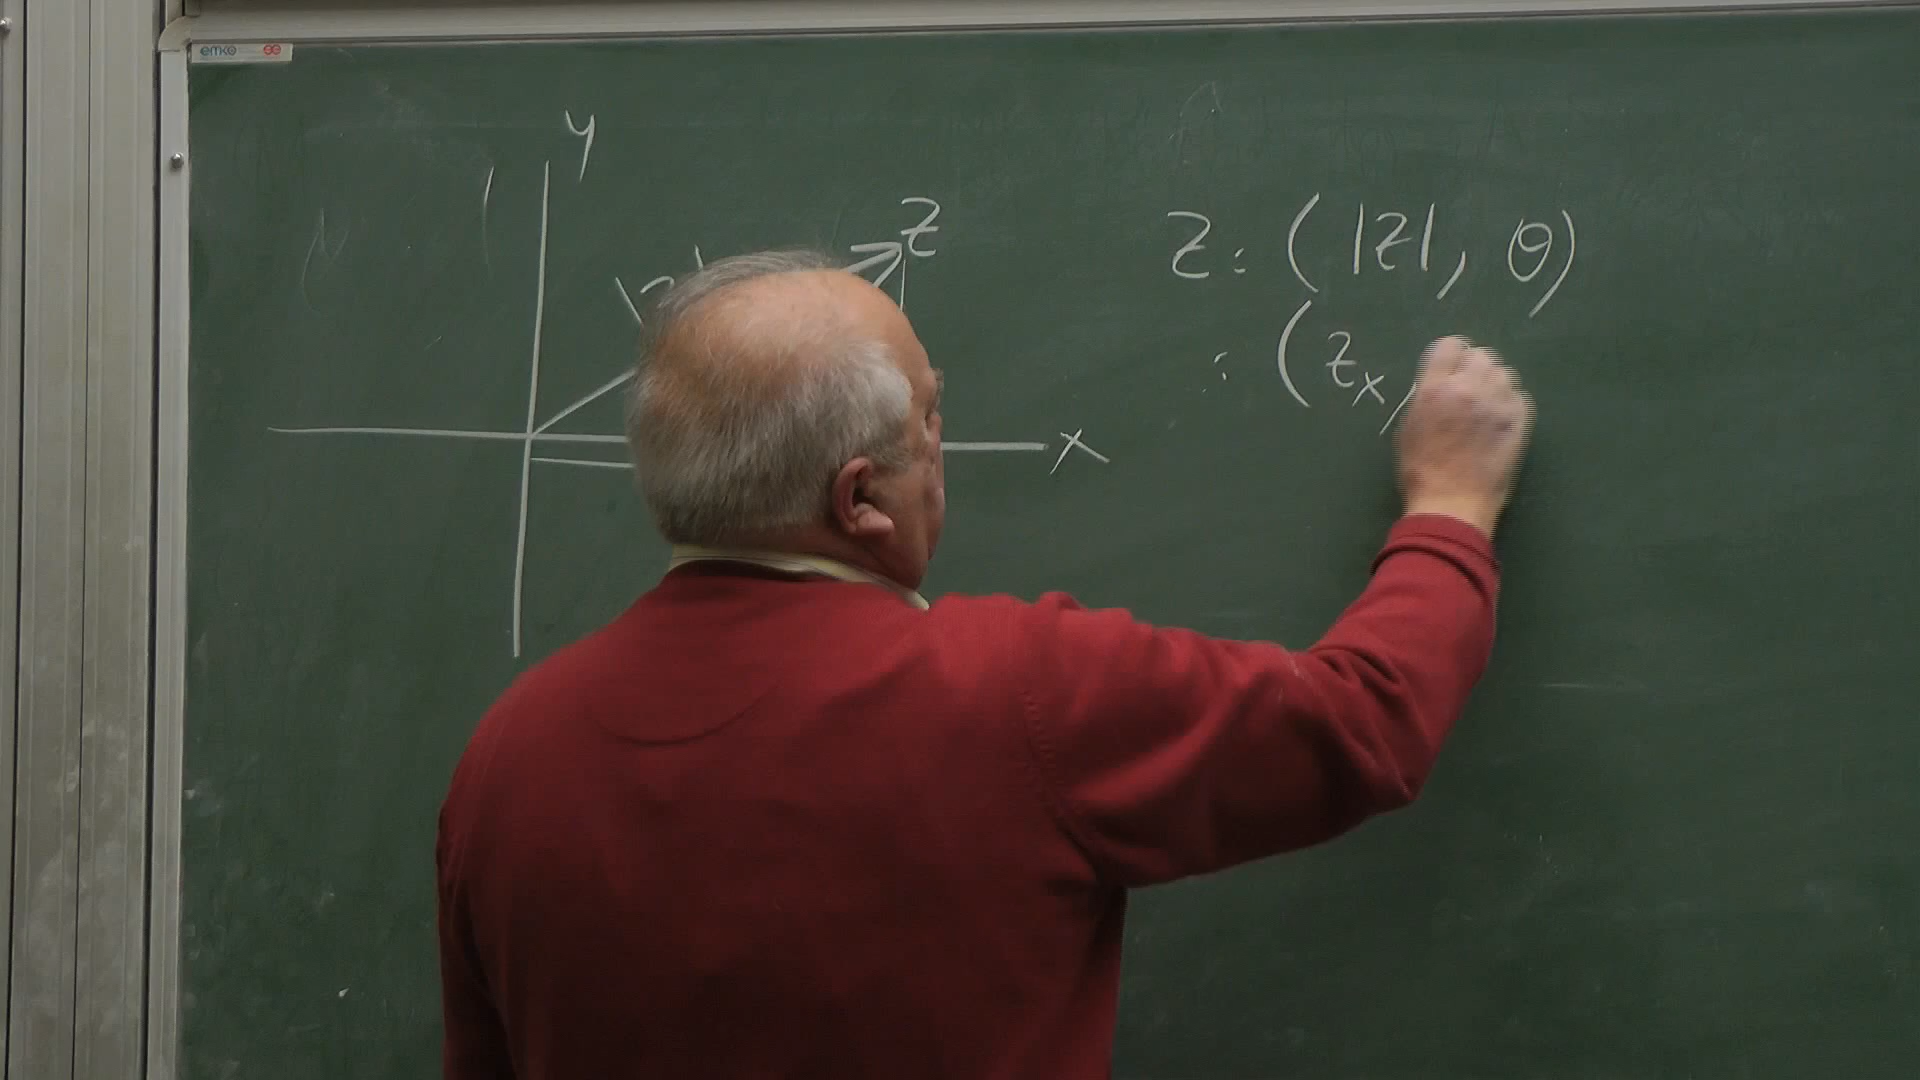 emko
y
z
x
z: (|z|, θ)
: (z_x,